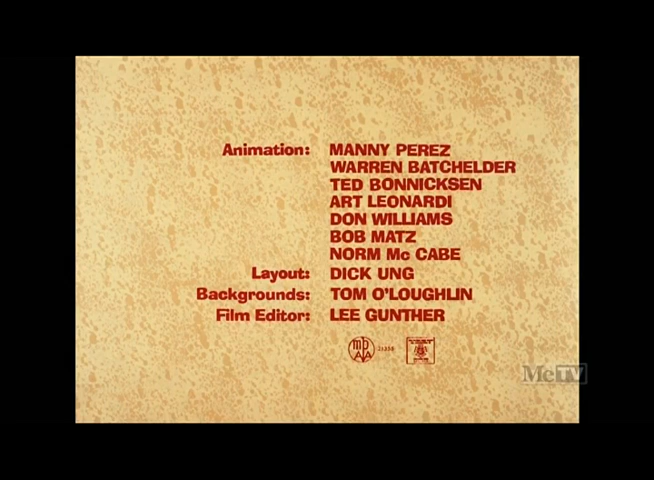 Animation: MANNY PEREZ
WARREN BATCHELDER
TED BONNICKSEN
ART LEONARDI
DON WILLIAMS
BOB MATZ
NORM Mc CABE
Layout: DICK UNG
Backgrounds: TOM O'LOUGHLIN
Film Editor: LEE GUNTHER
MeTV